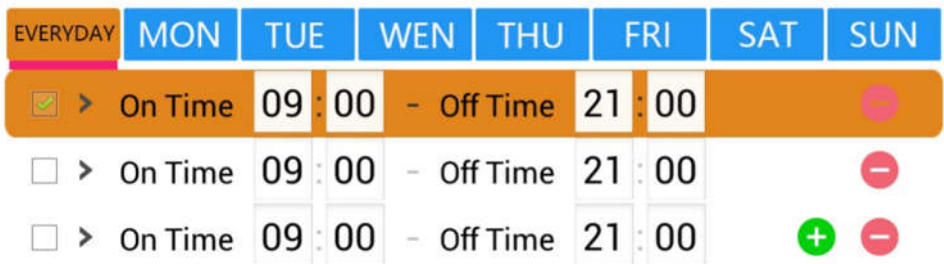 EVERYDAY MON TUE WEN THU FRI SAT SUN
> On Time 09 : 00 - Off Time 21 : 00
> On Time 09 : 00 - Off Time 21 : 00
> On Time 09 : 00 - Off Time 21 : 00